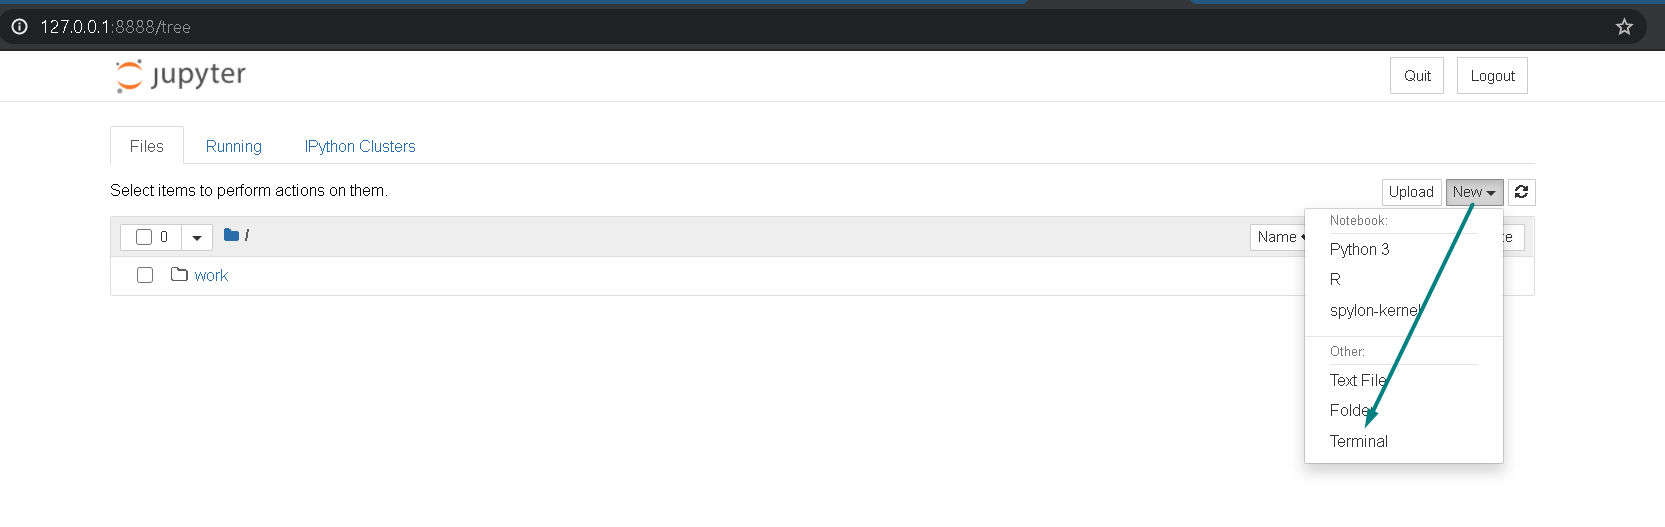 127.0.0.1:8888/tree
jupyter
Quit Logout
Files Running IPython Clusters
Select items to perform actions on them.
Upload New
0 / Name
work
Notebook:
Python 3
R
spylon-kernel
Other:
Text File
Folder
Terminal